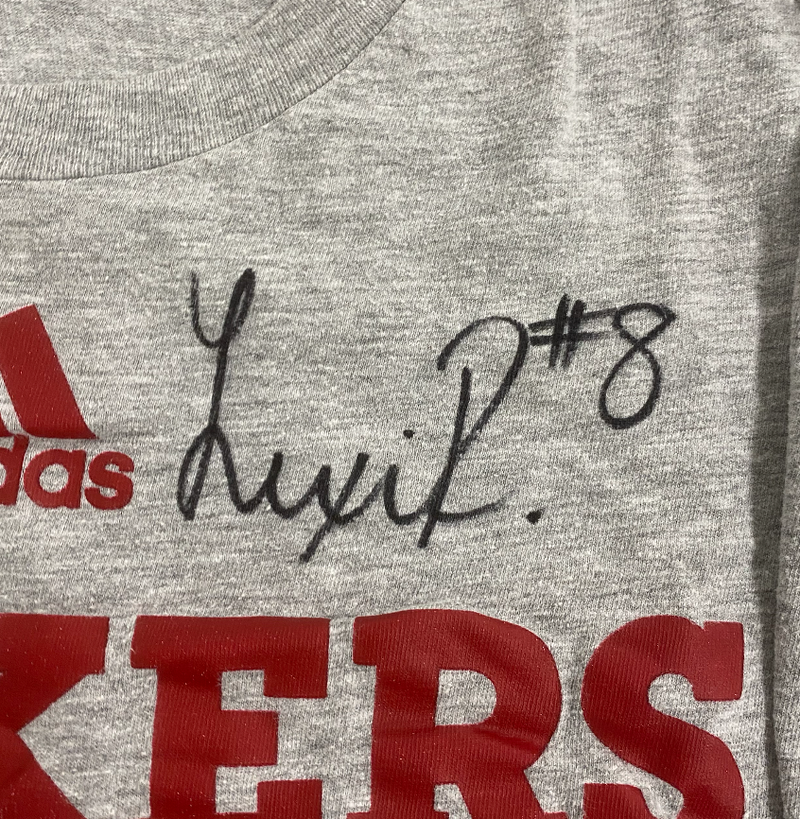 Lexi R. #8
das
KERS